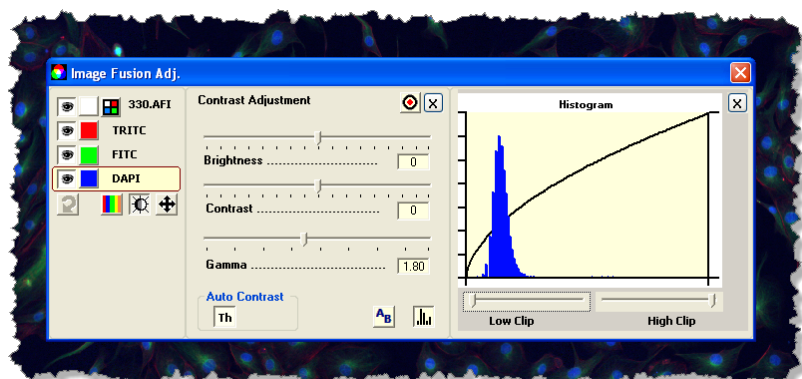 Image Fusion Adj.
330.AFI
TRITC
FITC
DAPI
Contrast Adjustment
Brightness 0
Contrast 0
Gamma 1.80
Auto Contrast
Th
AB
Histogram
Low Clip
High Clip